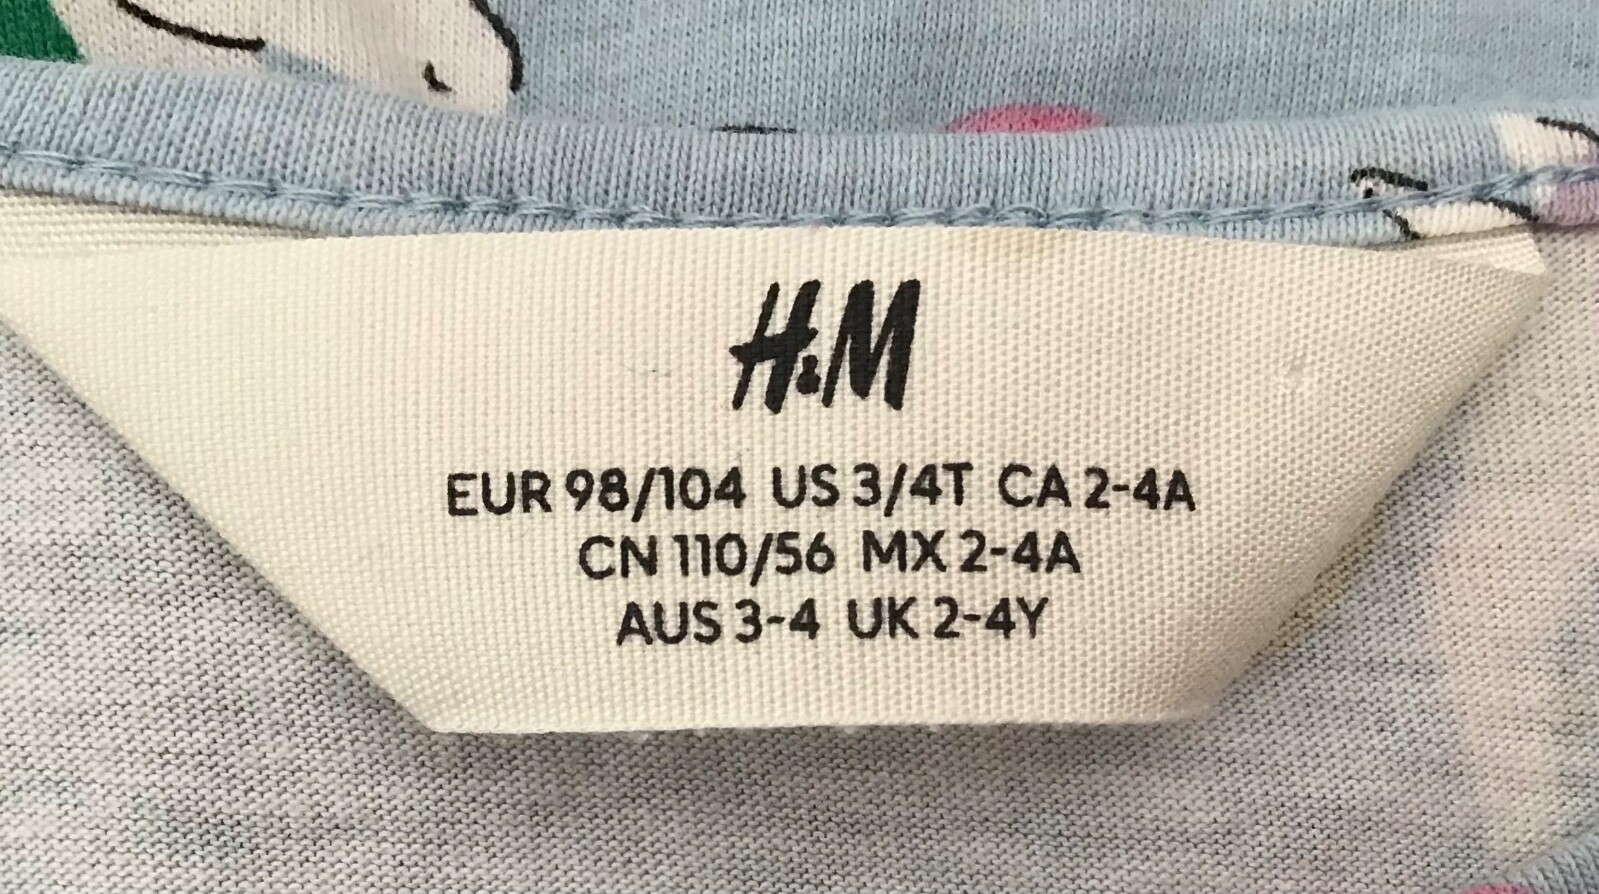 H&M
EUR 98/104 US 3/4T CA 2-4A
CN 110/56 MX 2-4A
AUS 3-4 UK 2-4Y